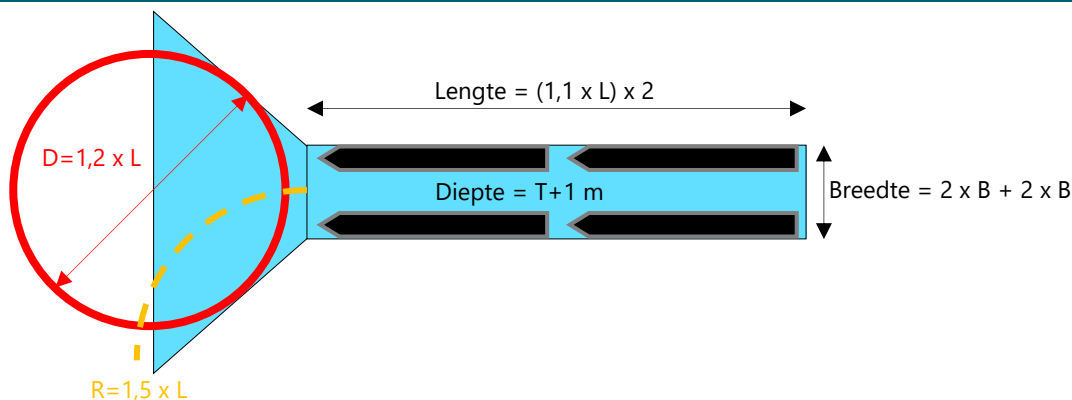 Lengte = (1,1 x L) x 2
D=1,2 x L
Diepte = T+1 m
Breedte = 2 x B + 2 x B
R=1,5 x L